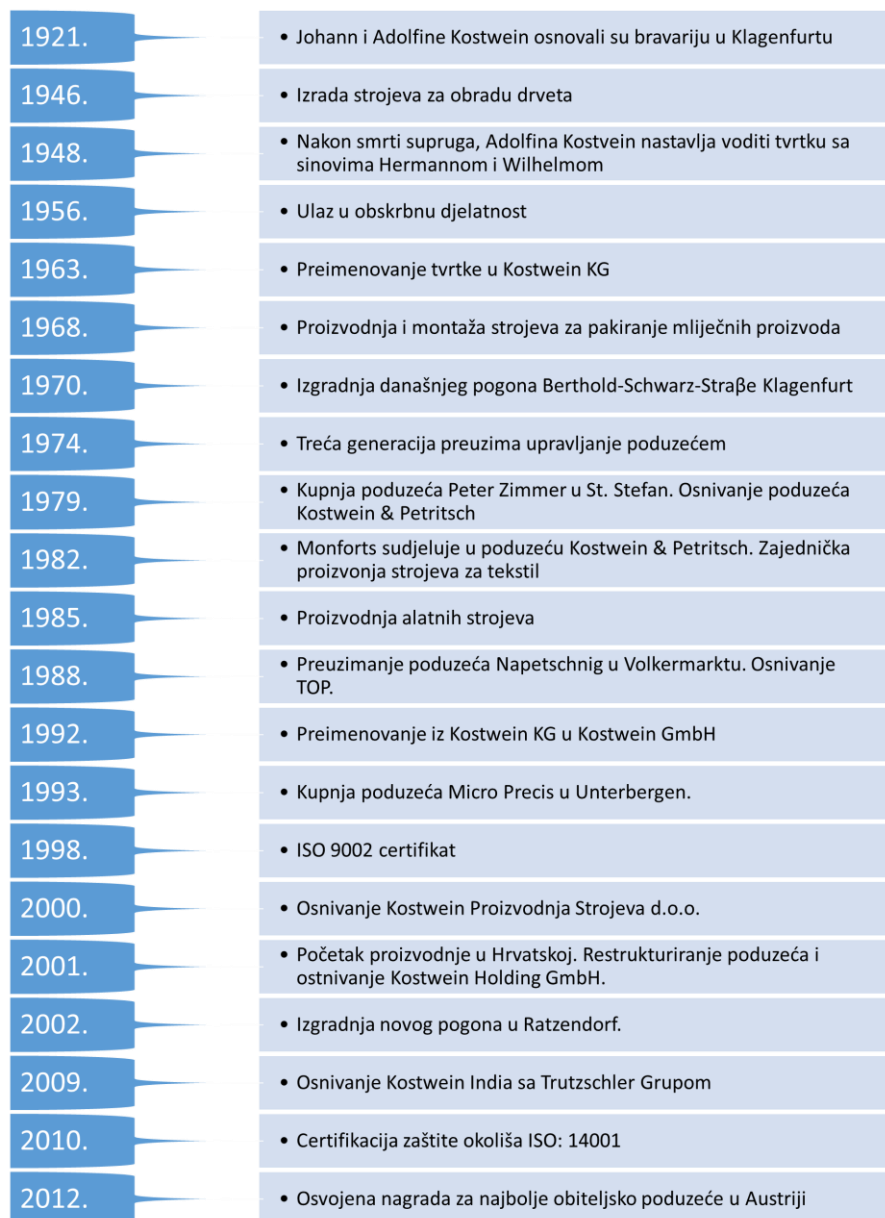 1921.
• Johann i Adolfine Kostwein osnovali su bravariju u Klagenfurtu
1946.
• Izrada strojeva za obradu drveta
1948.
• Nakon smrti supruga, Adolfina Kostvein nastavlja voditi tvrtku sa
sinovima Hermannom i Wilhelmom
1956.
• Ulaz u obskrbnu djelatnost
1963.
• Preimenovanje tvrtke u Kostwein KG
1968.
• Proizvodnja i montaža strojeva za pakiranje mliječnih proizvoda
1970.
• Izgradnja današnjeg pogona Berthold-Schwarz-Straβe Klagenfurt
1974.
• Treća generacija preuzima upravljanje poduzećem
1979.
• Kupnja poduzeća Peter Zimmer u St. Stefan. Osnivanje poduzeća
Kostwein & Petritsch
1982.
• Monforts sudjeluje u poduzeću Kostwein & Petritsch. Zajednička
proizvonja strojeva za tekstil
1985.
• Proizvodnja alatnih strojeva
1988.
• Preuzimanje poduzeća Napetschnig u Volkermarktu. Osnivanje
TOP.
1992.
• Preimenovanje iz Kostwein KG u Kostwein GmbH
1993.
• Kupnja poduzeća Micro Precis u Unterbergen.
1998.
• ISO 9002 certifikat
2000.
• Osnivanje Kostwein Proizvodnja Strojeva d.o.o.
2001.
• Početak proizvodnje u Hrvatskoj. Restrukturiranje poduzeća i
ostnivanje Kostwein Holding GmbH.
2002.
• Izgradnja novog pogona u Ratzendorf.
2009.
• Osnivanje Kostwein India sa Trutzschler Grupom
2010.
• Certifikacija zaštite okoliša ISO: 14001
2012.
• Osvojena nagrada za najbolje obiteljsko poduzeće u Austriji